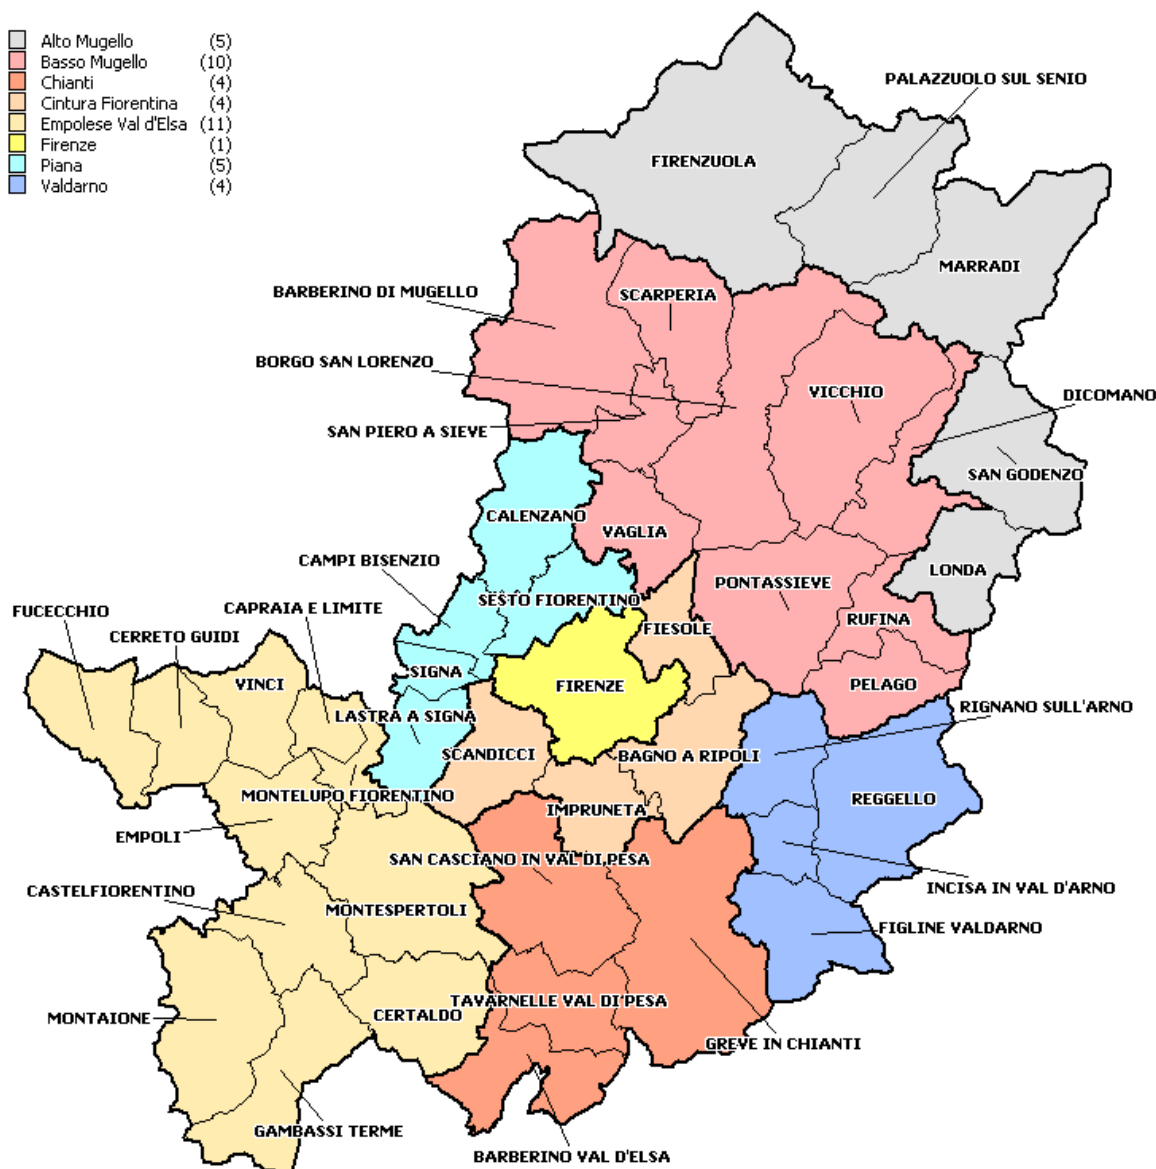 Alto Mugello (5)
Basso Mugello (10)
Chianti (4)
Cintura Fiorentina (4)
Empolese Val d'Elsa (11)
Firenze (1)
Piana (5)
Valdarno (4)
PALAZZUOLO SUL SENIO
FIRENZUOLA
MARRADI
BARBERINO DI MUGELLO
SCARPERIA
BORGO SAN LORENZO
VICCHIO
DICOMANO
SAN PIERO A SIEVE
SAN GODENZO
CALENZANO
VAGLIA
CAMPI BISENZIO
LONDA
PONTASSIEVE
SESTO FIORENTINO
FUCECCHIO
CAPRAIA E LIMITE
RUFINA
CERRETO GUIDI
FIESOLE
SIGNA
VINCI
FIRENZE
PELAGO
RIGNANO SULL'ARNO
LASTRA A SIGNA
SCANDICCI
BAGNO A RIPOLI
MONTELUPO FIORENTINO
REGGELLO
IMPRUNETA
EMPOLI
SAN CASCIANO IN VAL DI PESA
CASTELFIORENTINO
INCISA IN VAL D'ARNO
MONTESPERTOLI
FIGLINE VALDARNO
TAVARNELLE VAL DI PESA
MONTAIONE
CERTALDO
GREVE IN CHIANTI
GAMBASSI TERME
BARBERINO VAL D'ELSA